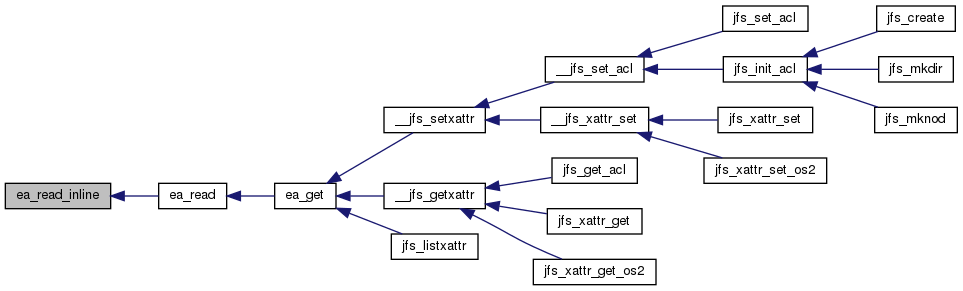 jfs_set_acl
jfs_create
__jfs_set_acl
jfs_init_acl
jfs_mkdir
__jfs_setxattr
__jfs_xattr_set
jfs_xattr_set
jfs_mknod
jfs_get_acl
jfs_xattr_set_os2
ea_read_inline
ea_read
ea_get
__jfs_getxattr
jfs_xattr_get
jfs_listxattr
jfs_xattr_get_os2